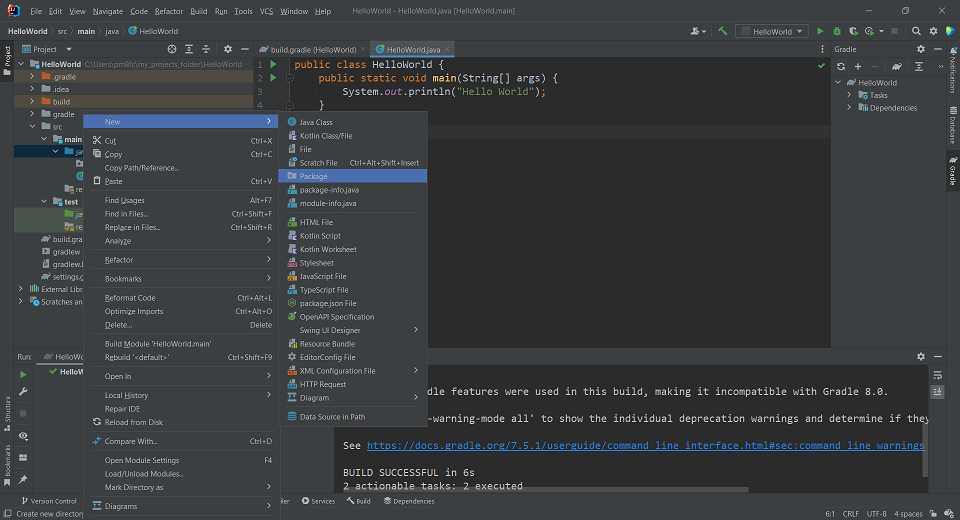 File Edit View Navigate Code Refactor Build Run Tools VCS Window Help HelloWorld - HelloWorld.java [HelloWorld.main]
HelloWorld src main java HelloWorld HelloWorld
Project build.gradle (HelloWorld) HelloWorld.java Gradle
Project
HelloWorld C:\Users\pm8fc\my_projects_folder\HelloWorld
.gradle
.idea
build
gradle
src
main
jav
re
test
jav
re
build.gra
gradlew
gradlew.b
settings.g
External Libr
Scratches an
1 public class HelloWorld {
2 public static void main(String[] args) {
3 System.out.println("Hello World");
4 }
HelloWorld
Tasks
Dependencies
Notifications
Database
Gradle
New
Cut Ctrl+X
Copy Ctrl+C
Copy Path/Reference...
Paste Ctrl+V
Find Usages Alt+F7
Find in Files... Ctrl+Shift+F
Replace in Files... Ctrl+Shift+R
Analyze
Refactor
Bookmarks
Reformat Code Ctrl+Alt+L
Optimize Imports Ctrl+Alt+O
Delete... Delete
Build Module 'HelloWorld.main'
Rebuild '<default>' Ctrl+Shift+F9
Open In
Local History
Repair IDE
Reload from Disk
Compare With... Ctrl+D
Open Module Settings F4
Load/Unload Modules...
Mark Directory as
Diagrams
Java Class
Kotlin Class/File
File
Scratch File Ctrl+Alt+Shift+Insert
Package
package-info.java
module-info.java
HTML File
Kotlin Script
Kotlin Worksheet
Stylesheet
JavaScript File
TypeScript File
package.json File
OpenAPI Specification
Swing UI Designer
Resource Bundle
EditorConfig File
XML Configuration File
HTTP Request
Diagram
Data Source in Path
Run: HelloWo
HelloW
dle features were used in this build, making it incompatible with Gradle 8.0.
-warning-mode all' to show the individual deprecation warnings and determine if they
See https://docs.gradle.org/7.5.1/userguide/command_line_interface.html#sec:command_line_warnings
BUILD SUCCESSFUL in 6s
2 actionable tasks: 2 executed
Structure
Bookmarks
Version Control iler Services Build Dependencies
Create new directory 6:1 CRLF UTF-8 4 spaces